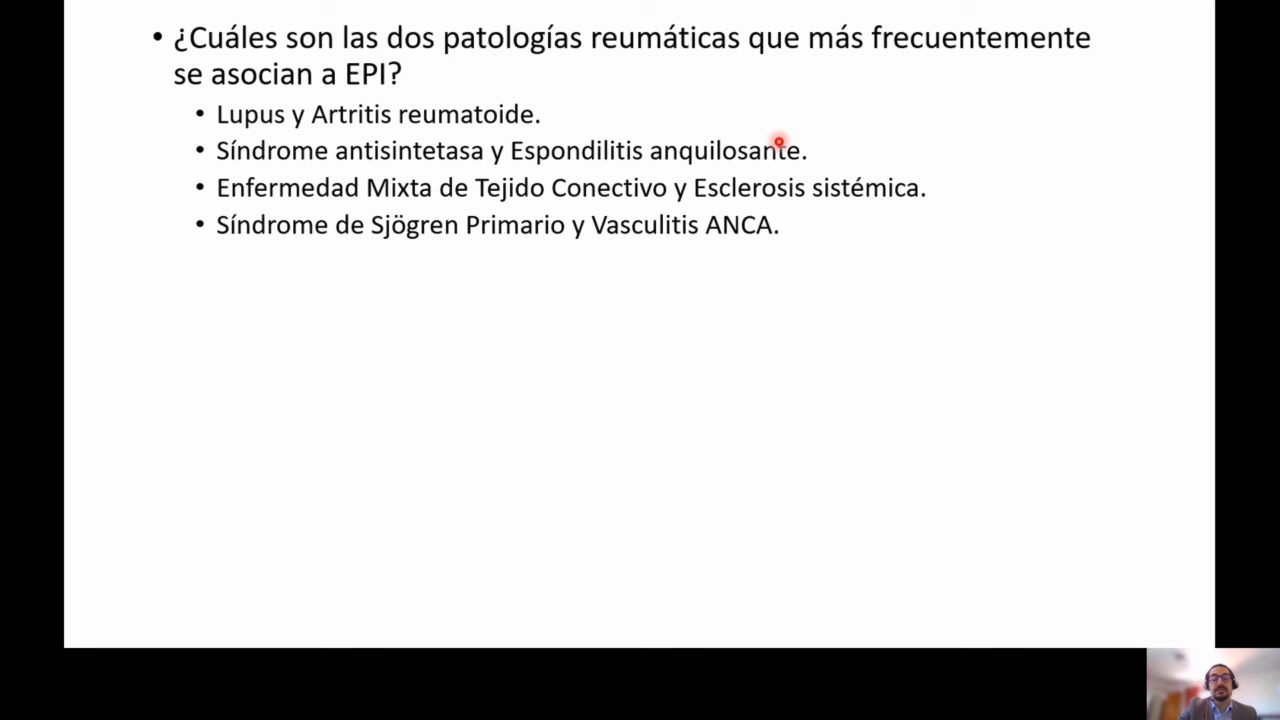 • ¿Cuáles son las dos patologías reumáticas que más frecuentemente
se asocian a EPI?
• Lupus y Artritis reumatoide.
• Síndrome antisintetasa y Espondilitis anquilosante.
• Enfermedad Mixta de Tejido Conectivo y Esclerosis sistémica.
• Síndrome de Sjögren Primario y Vasculitis ANCA.